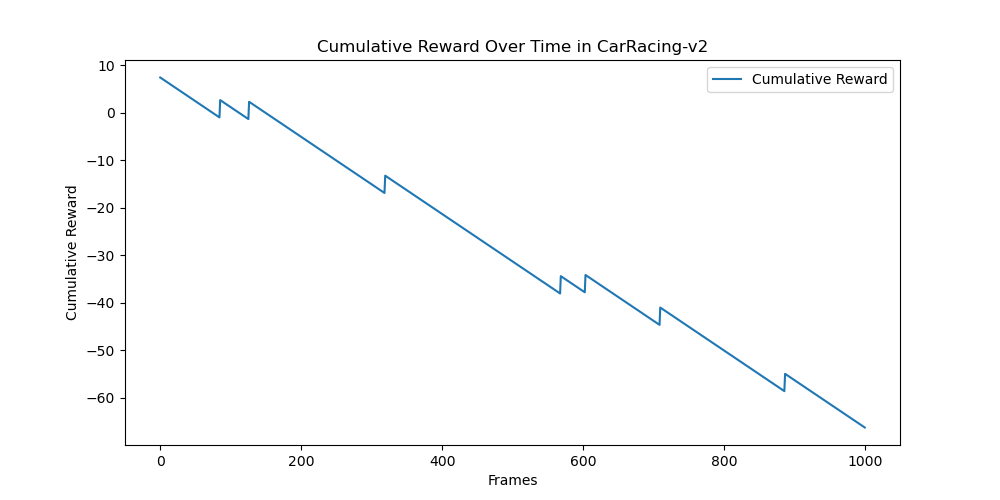 Cumulative Reward Over Time in CarRacing-v2
Cumulative Reward
10
0
−10
−20
−30
−40
−50
−60
Cumulative Reward
0 200 400 600 800 1000
Frames